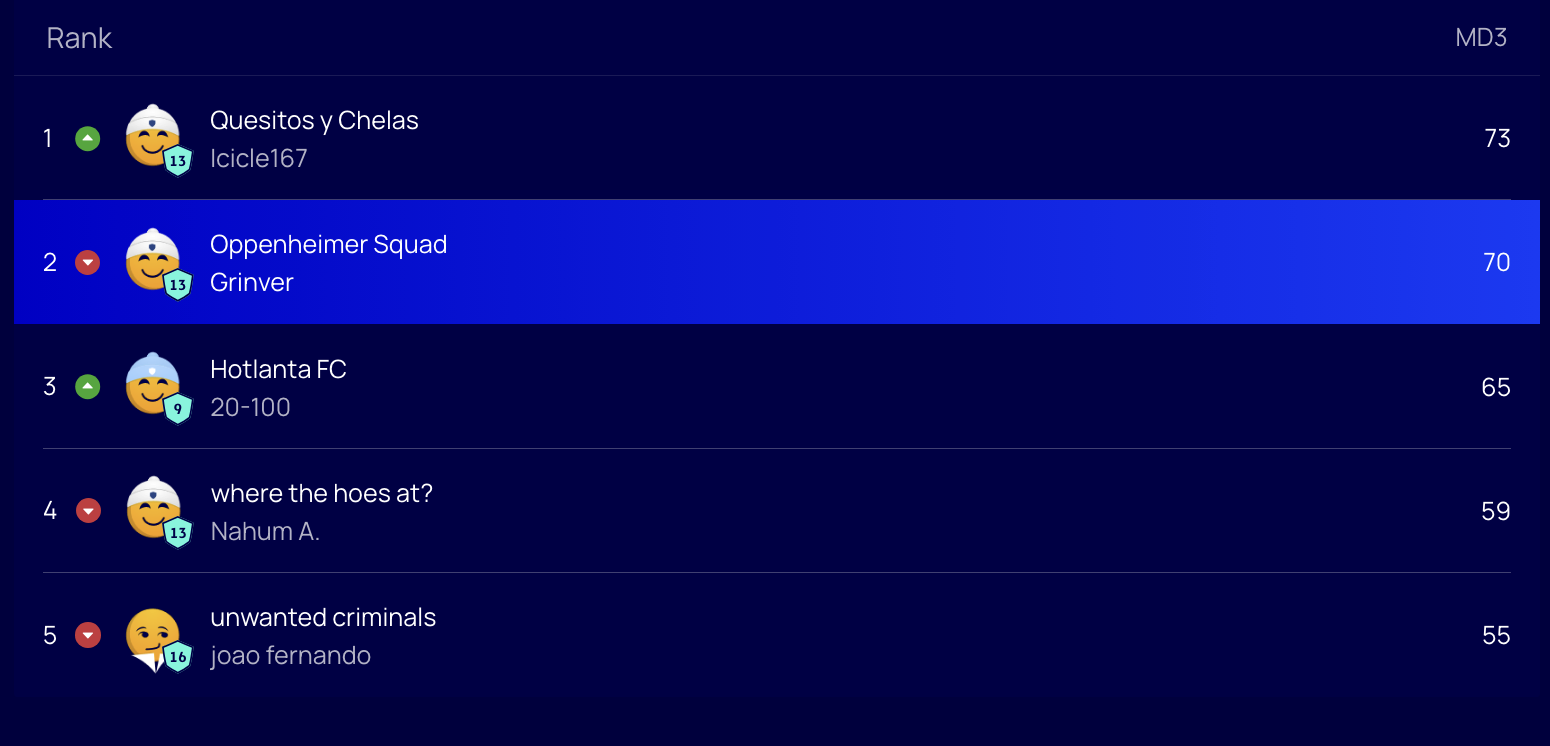 Rank MD3
1 13 Quesitos y Chelas 73
Icicle167
2 13 Oppenheimer Squad 70
Grinver
3 9 Hotlanta FC 65
20-100
4 13 where the hoes at? 59
Nahum A.
5 16 unwanted criminals 55
joao fernando